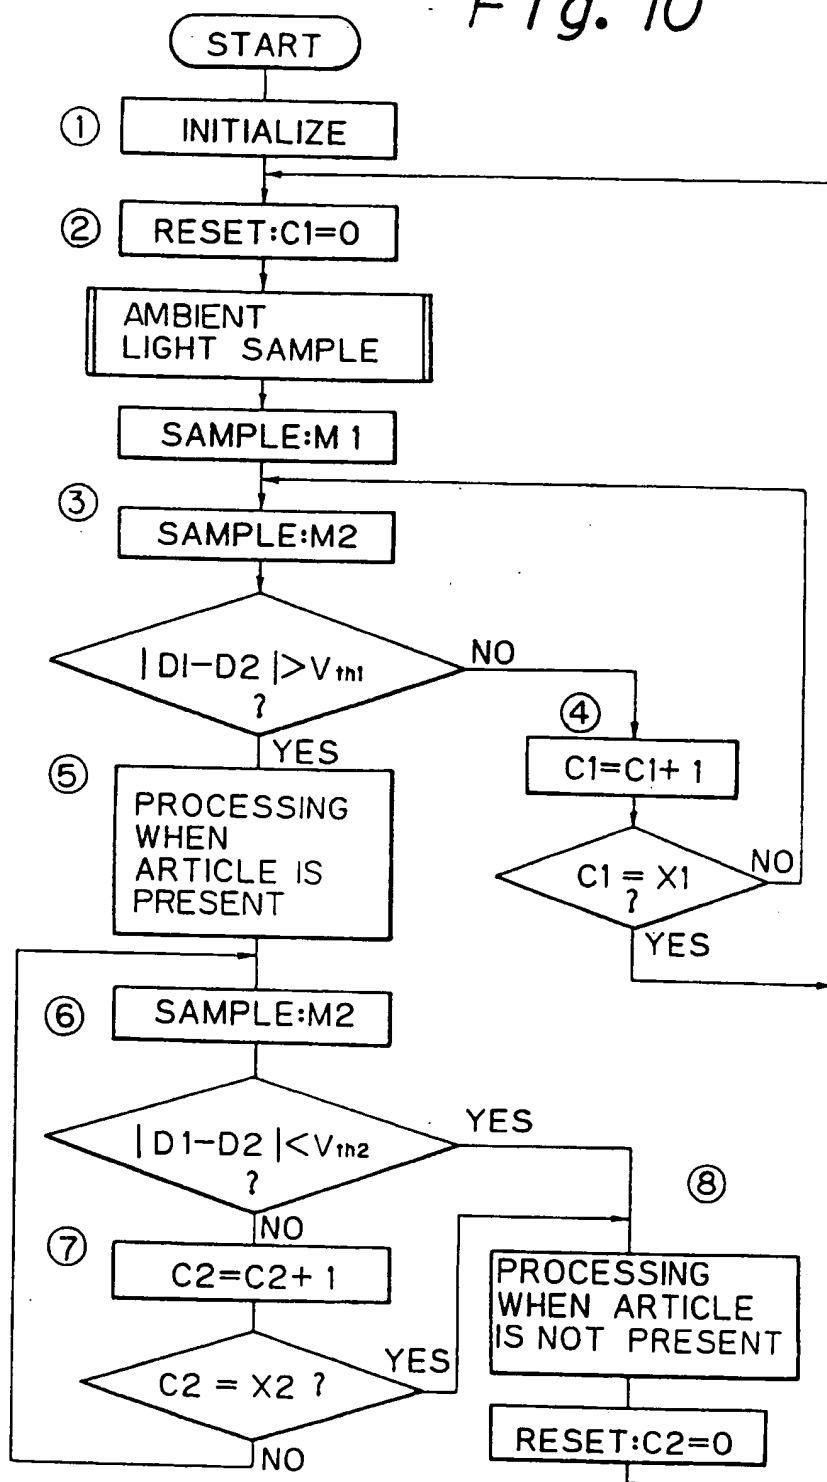 Fig. 10
START
① INITIALIZE
② RESET:C1=0
AMBIENT
LIGHT SAMPLE
SAMPLE:M1
③
SAMPLE:M2
|D1-D2|>Vth1
?
NO
YES
④
C1=C1+1
C1=X1
?
NO
YES
⑤
PROCESSING
WHEN
ARTICLE IS
PRESENT
⑥ SAMPLE:M2
|D1-D2|<Vth2
?
YES
NO
⑦
C2=C2+1
C2=X2 ?
YES
NO
⑧
PROCESSING
WHEN ARTICLE
IS NOT PRESENT
RESET:C2=0